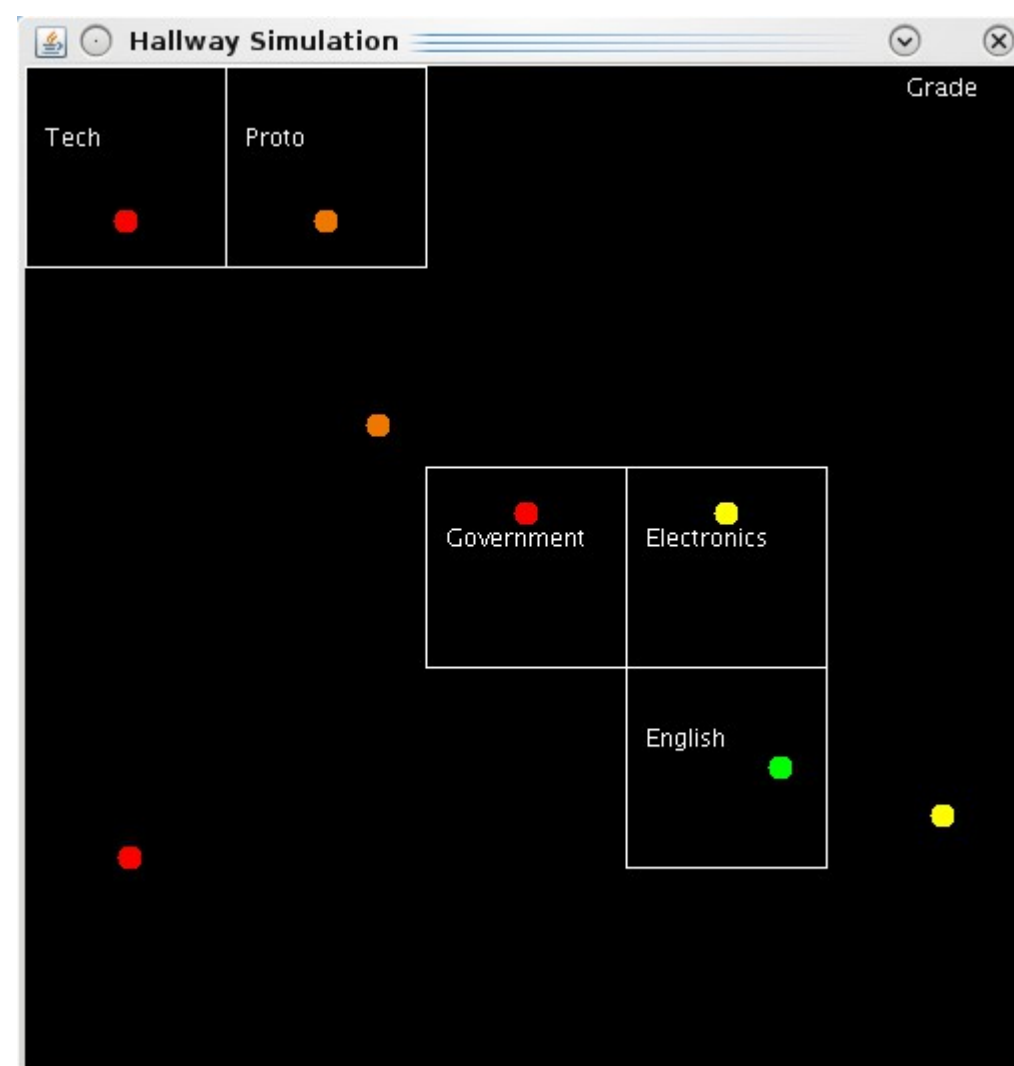 Hallway Simulation
Grade
Tech
Proto
Government
Electronics
English